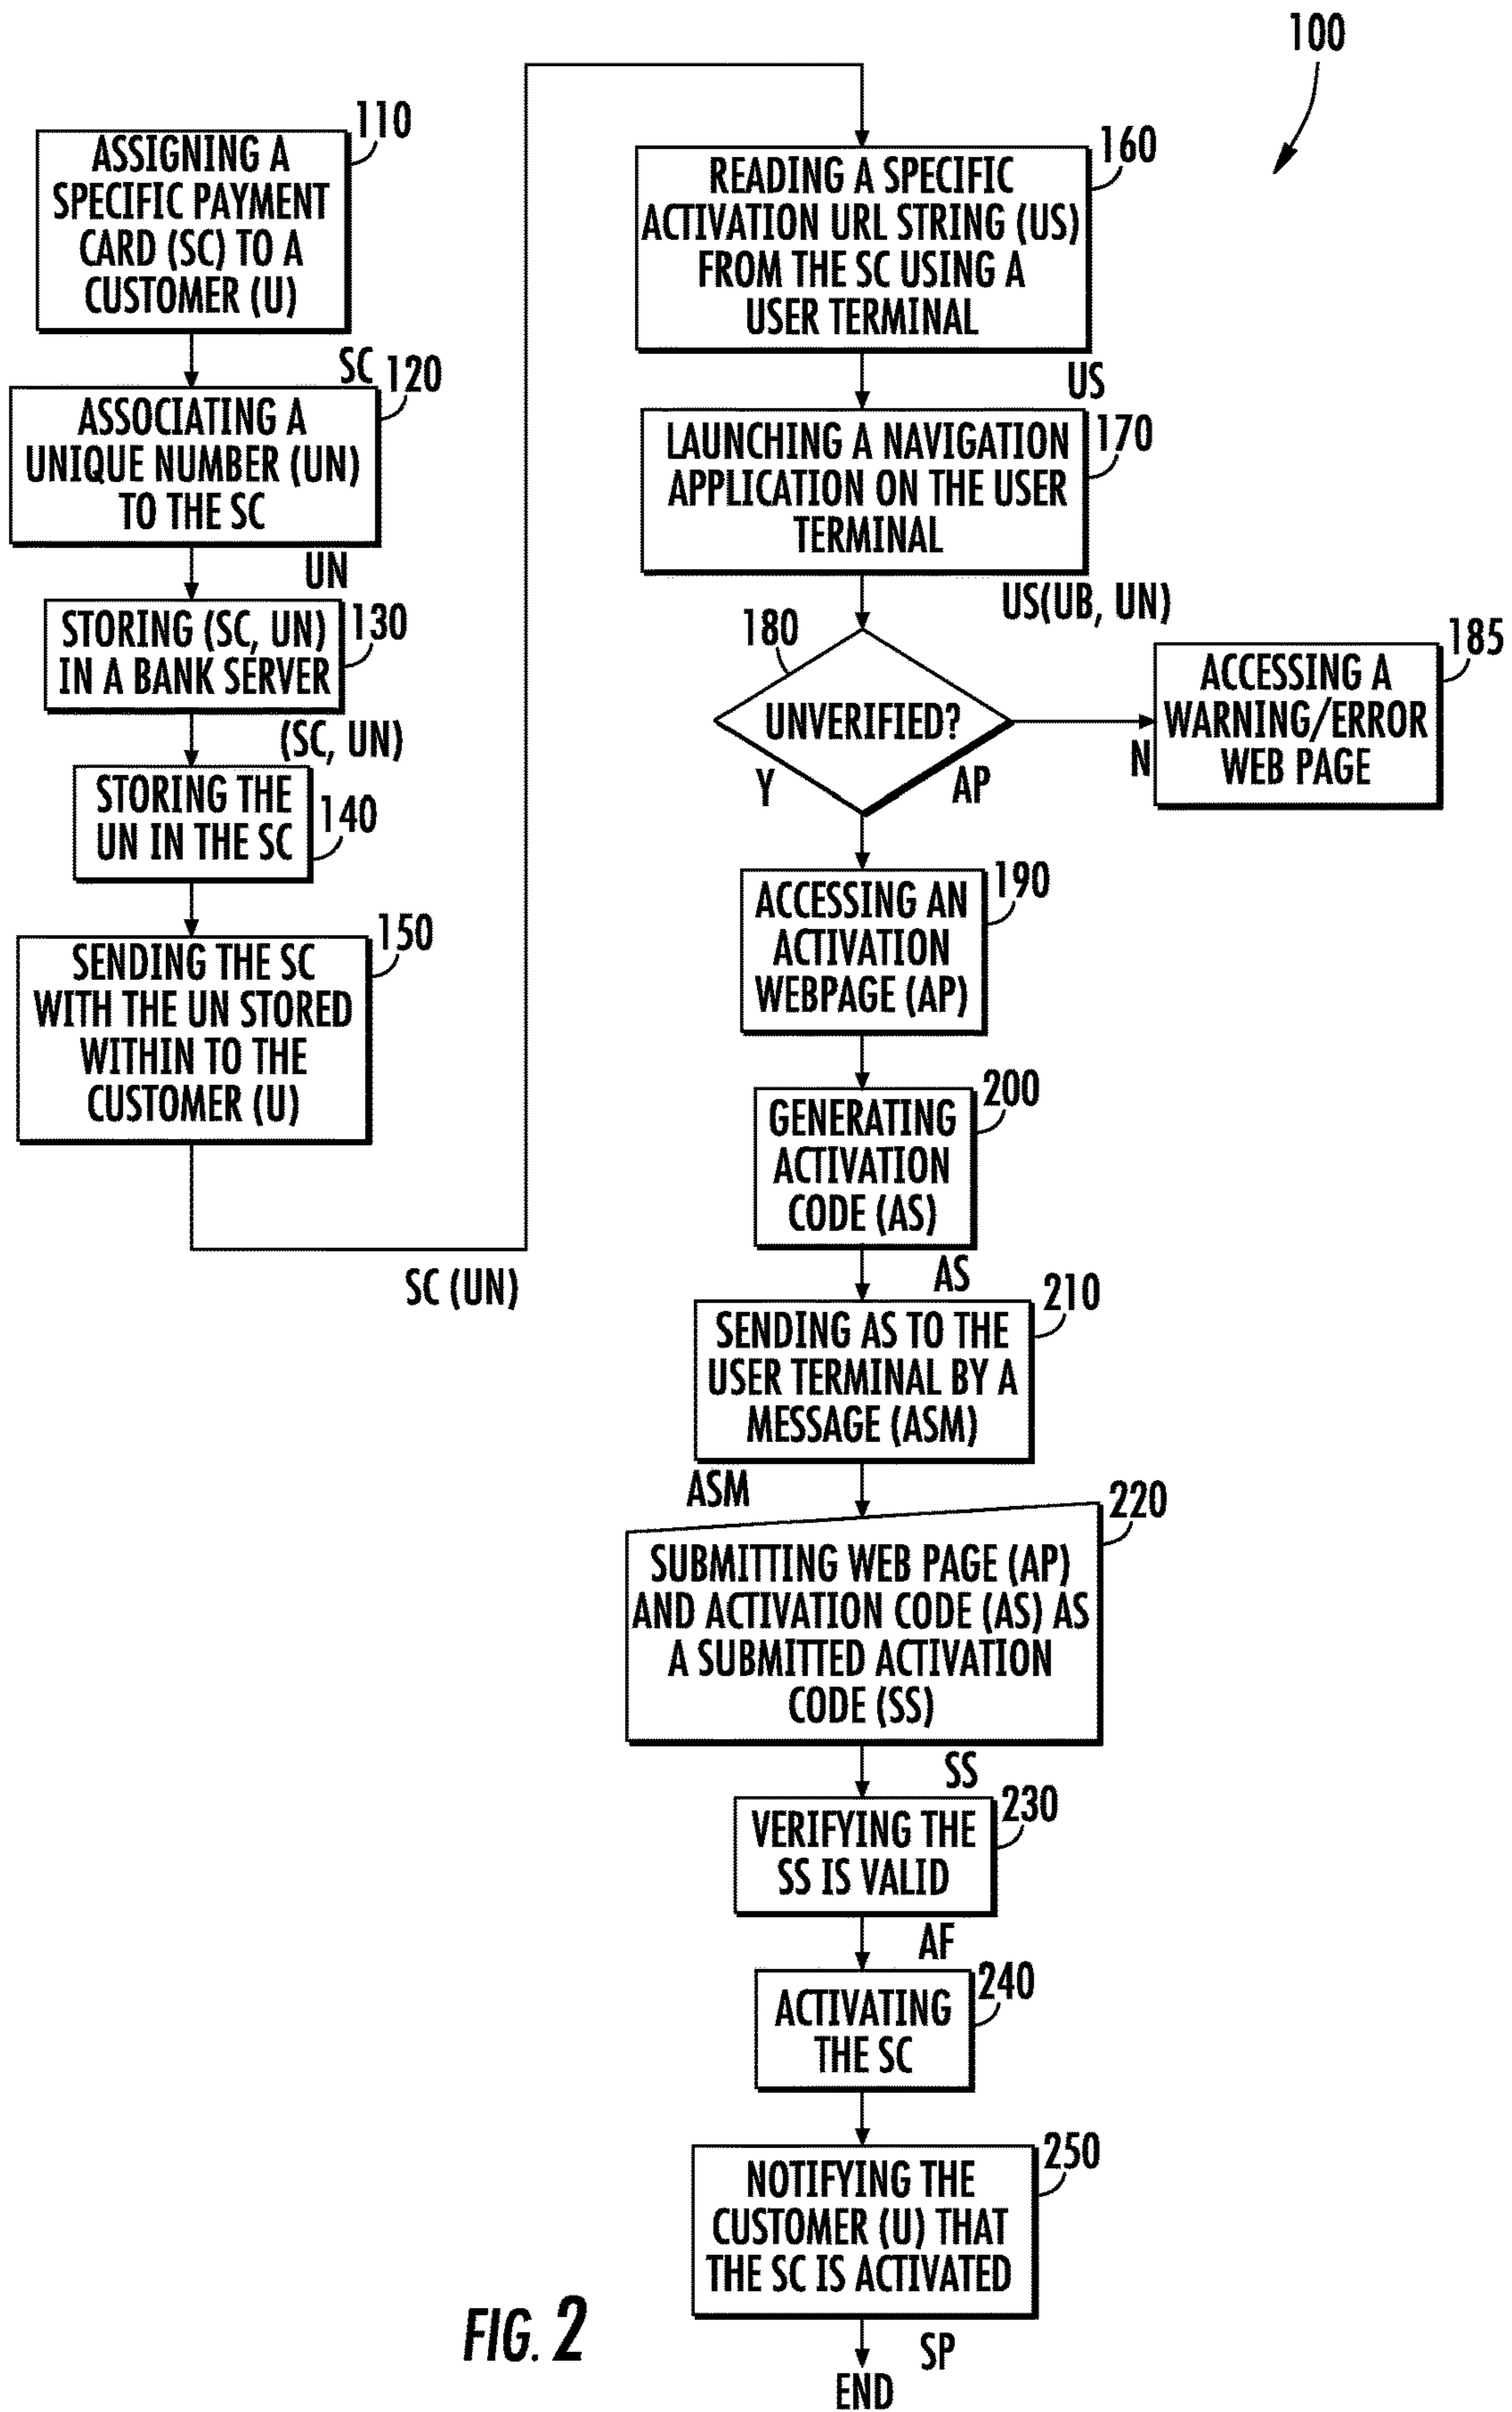 100
110
ASSIGNING A
SPECIFIC PAYMENT
CARD (SC) TO A
CUSTOMER (U)
SC
120
ASSOCIATING A
UNIQUE NUMBER (UN)
TO THE SC
UN
130
STORING (SC, UN)
IN A BANK SERVER
(SC, UN)
140
STORING THE
UN IN THE SC
150
SENDING THE SC
WITH THE UN STORED
WITHIN TO THE
CUSTOMER (U)
SC (UN)
160
READING A SPECIFIC
ACTIVATION URL STRING (US)
FROM THE SC USING A
USER TERMINAL
US
170
LAUNCHING A NAVIGATION
APPLICATION ON THE USER
TERMINAL
US(UB, UN)
180
UNVERIFIED?
Y
AP
N
185
ACCESSING A
WARNING/ERROR
WEB PAGE
190
ACCESSING AN
ACTIVATION
WEBPAGE (AP)
200
GENERATING
ACTIVATION
CODE (AS)
AS
210
SENDING AS TO THE
USER TERMINAL BY A
MESSAGE (ASM)
ASM
220
SUBMITTING WEB PAGE (AP)
AND ACTIVATION CODE (AS) AS
A SUBMITTED ACTIVATION
CODE (SS)
SS
230
VERIFYING THE
SS IS VALID
AF
240
ACTIVATING
THE SC
250
NOTIFYING THE
CUSTOMER (U) THAT
THE SC IS ACTIVATED
SP
END
FIG. 2